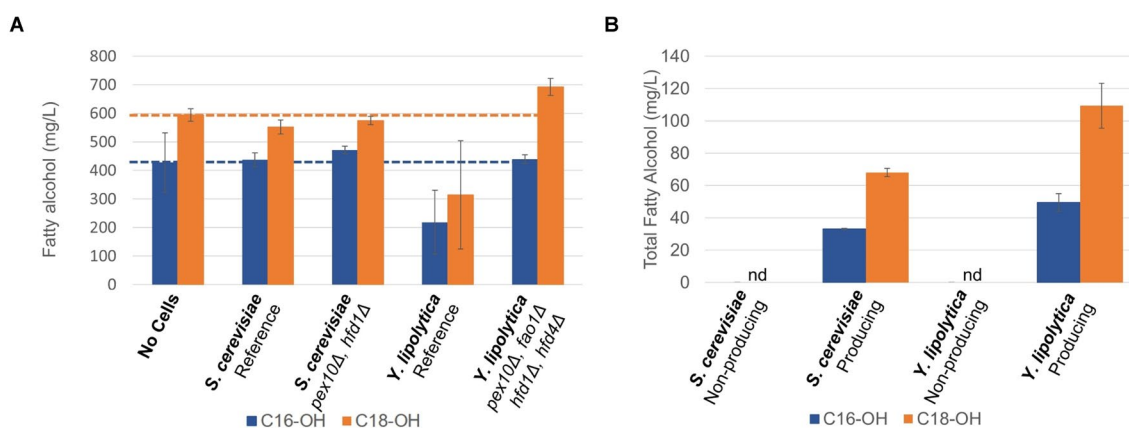 A
Fatty alcohol (mg/L)
800
700
600
500
400
300
200
100
0
No Cells
S. cerevisiae
Reference
S. cerevisiae
pex10Δ, hfd1Δ
Y. lipolytica
Reference
Y. lipolytica
pex10Δ, fao1Δ
hfd1Δ, hfd4Δ
C16-OH C18-OH
B
Total Fatty Alcohol (mg/L)
140
120
100
80
60
40
20
0
nd
nd
S. cerevisiae
Non-producing
S. cerevisiae
Producing
Y. lipolytica
Non-producing
Y. lipolytica
Producing
C16-OH C18-OH